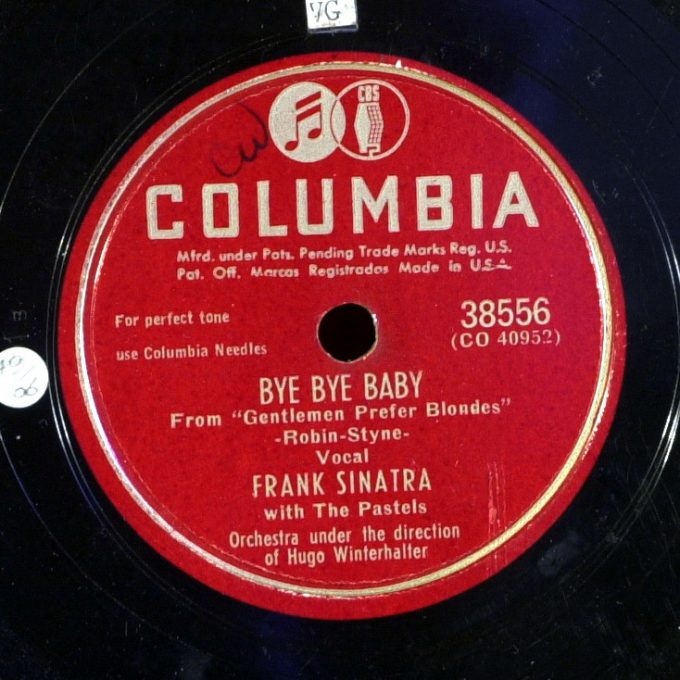 7G
CBS
COLUMBIA
Mfrd. under Pats. Pending Trade Marks Reg. U.S.
Pat. Off. Marcas Registradas Made in U.S.A.
For perfect tone
use Columbia Needles
38556
(CO 40952)
BYE BYE BABY
From "Gentlemen Prefer Blondes"
-Robin-Styne-
Vocal
FRANK SINATRA
with The Pastels
Orchestra under the direction
of Hugo Winterhalter